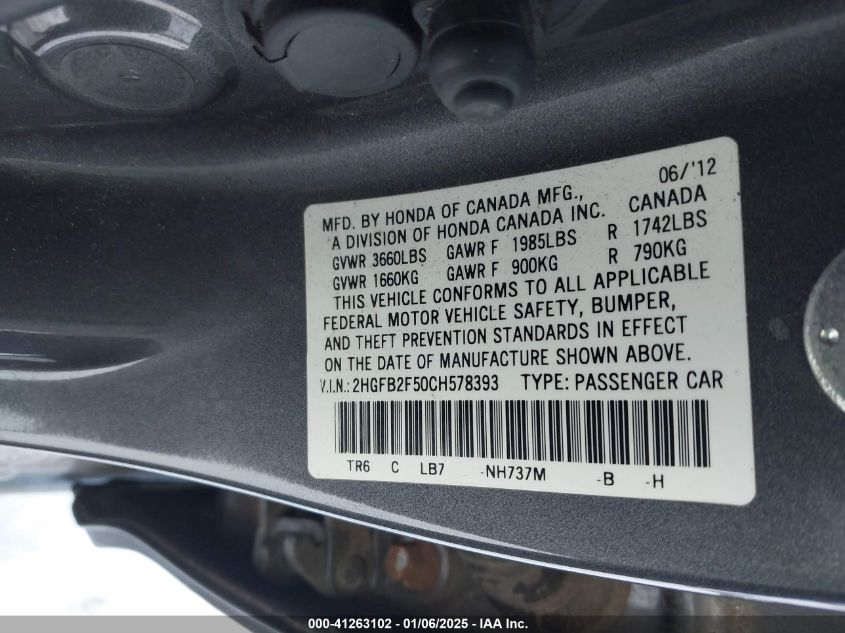 06/'12
MFD. BY HONDA OF CANADA MFG., CANADA
A DIVISION OF HONDA CANADA INC.
GVWR 3660LBS GAWR F 1985LBS R 1742LBS
GVWR 1660KG GAWR F 900KG R 790KG
THIS VEHICLE CONFORMS TO ALL APPLICABLE
FEDERAL MOTOR VEHICLE SAFETY, BUMPER,
AND THEFT PREVENTION STANDARDS IN EFFECT
ON THE DATE OF MANUFACTURE SHOWN ABOVE.
V.I.N.: 2HGFB2F50CH578393 TYPE: PASSENGER CAR
TR6 C LB7 -NH737M -B -H
000-41263102 - 01/06/2025 - IAA Inc.